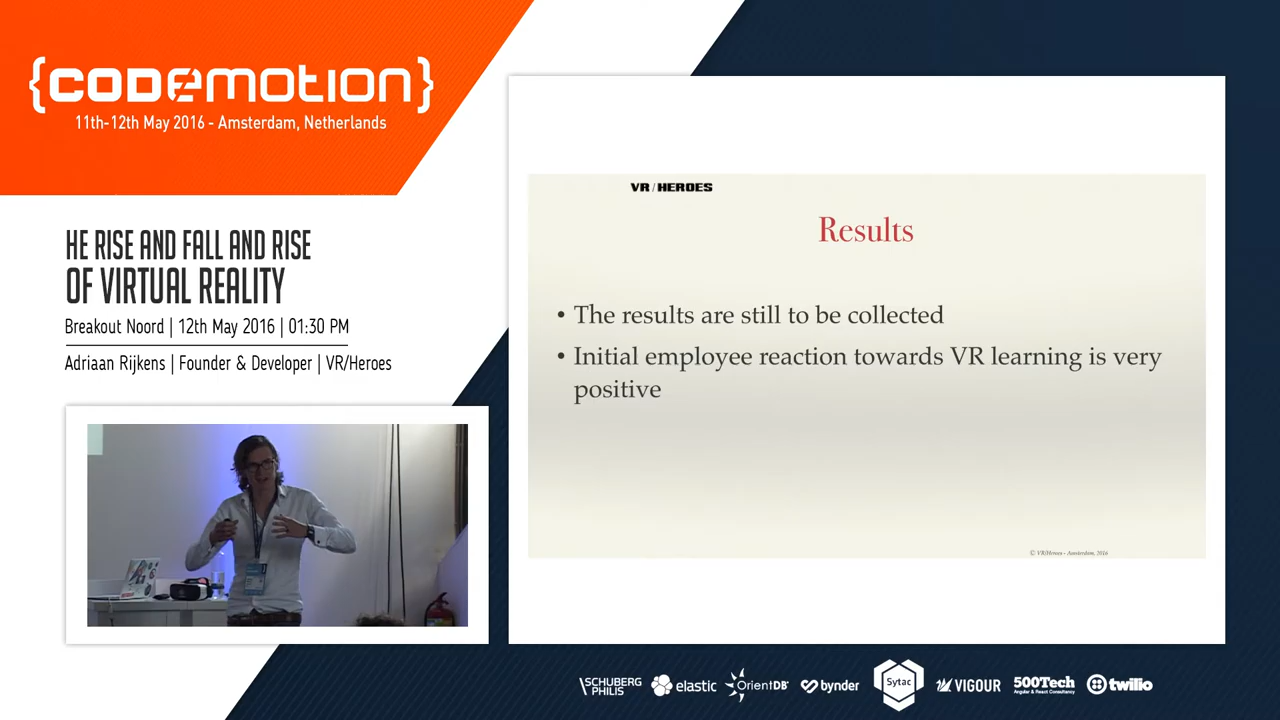 {CODEMOTION}
11th-12th May 2016 - Amsterdam, Netherlands
HE RISE AND FALL AND RISE
OF VIRTUAL REALITY
Breakout Noord | 12th May 2016 | 01:30 PM
Adriaan Rijkens | Founder & Developer | VR/Heroes
VR/HEROES
Results
• The results are still to be collected
• Initial employee reaction towards VR learning is very
positive
© VR/Heroes - Amsterdam, 2016
SCHUBERG
PHILIS
elastic
OrientDB
bynder
Sytac
VIGOUR
500Tech
Angular & React Consultancy
twilio